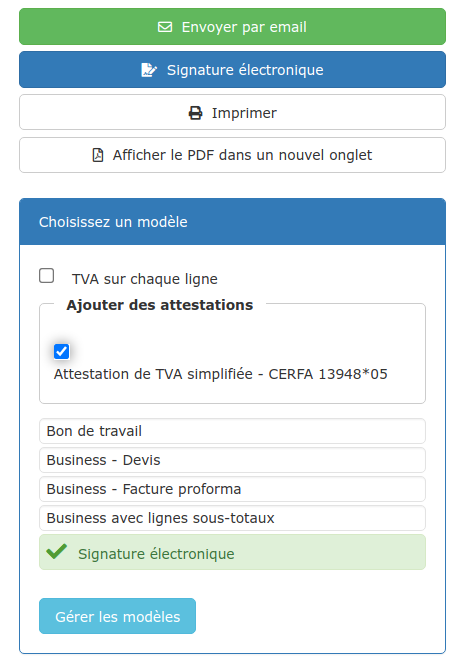 Envoyer par email
Signature électronique
Imprimer
Afficher le PDF dans un nouvel onglet
Choisissez un modèle
TVA sur chaque ligne
Ajouter des attestations
Attestation de TVA simplifiée - CERFA 13948*05
Bon de travail
Business - Devis
Business - Facture proforma
Business avec lignes sous-totaux
Signature électronique
Gérer les modèles